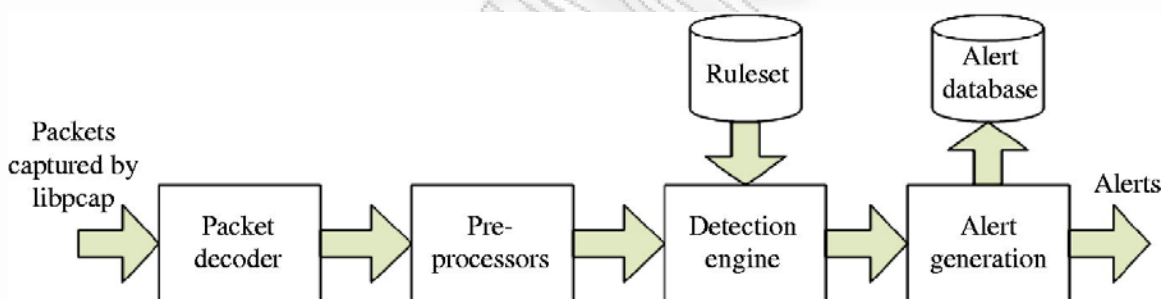 Ruleset
Alert
database
Packets
captured by
libpcap
Alerts
Packet
decoder
Pre-
processors
Detection
engine
Alert
generation